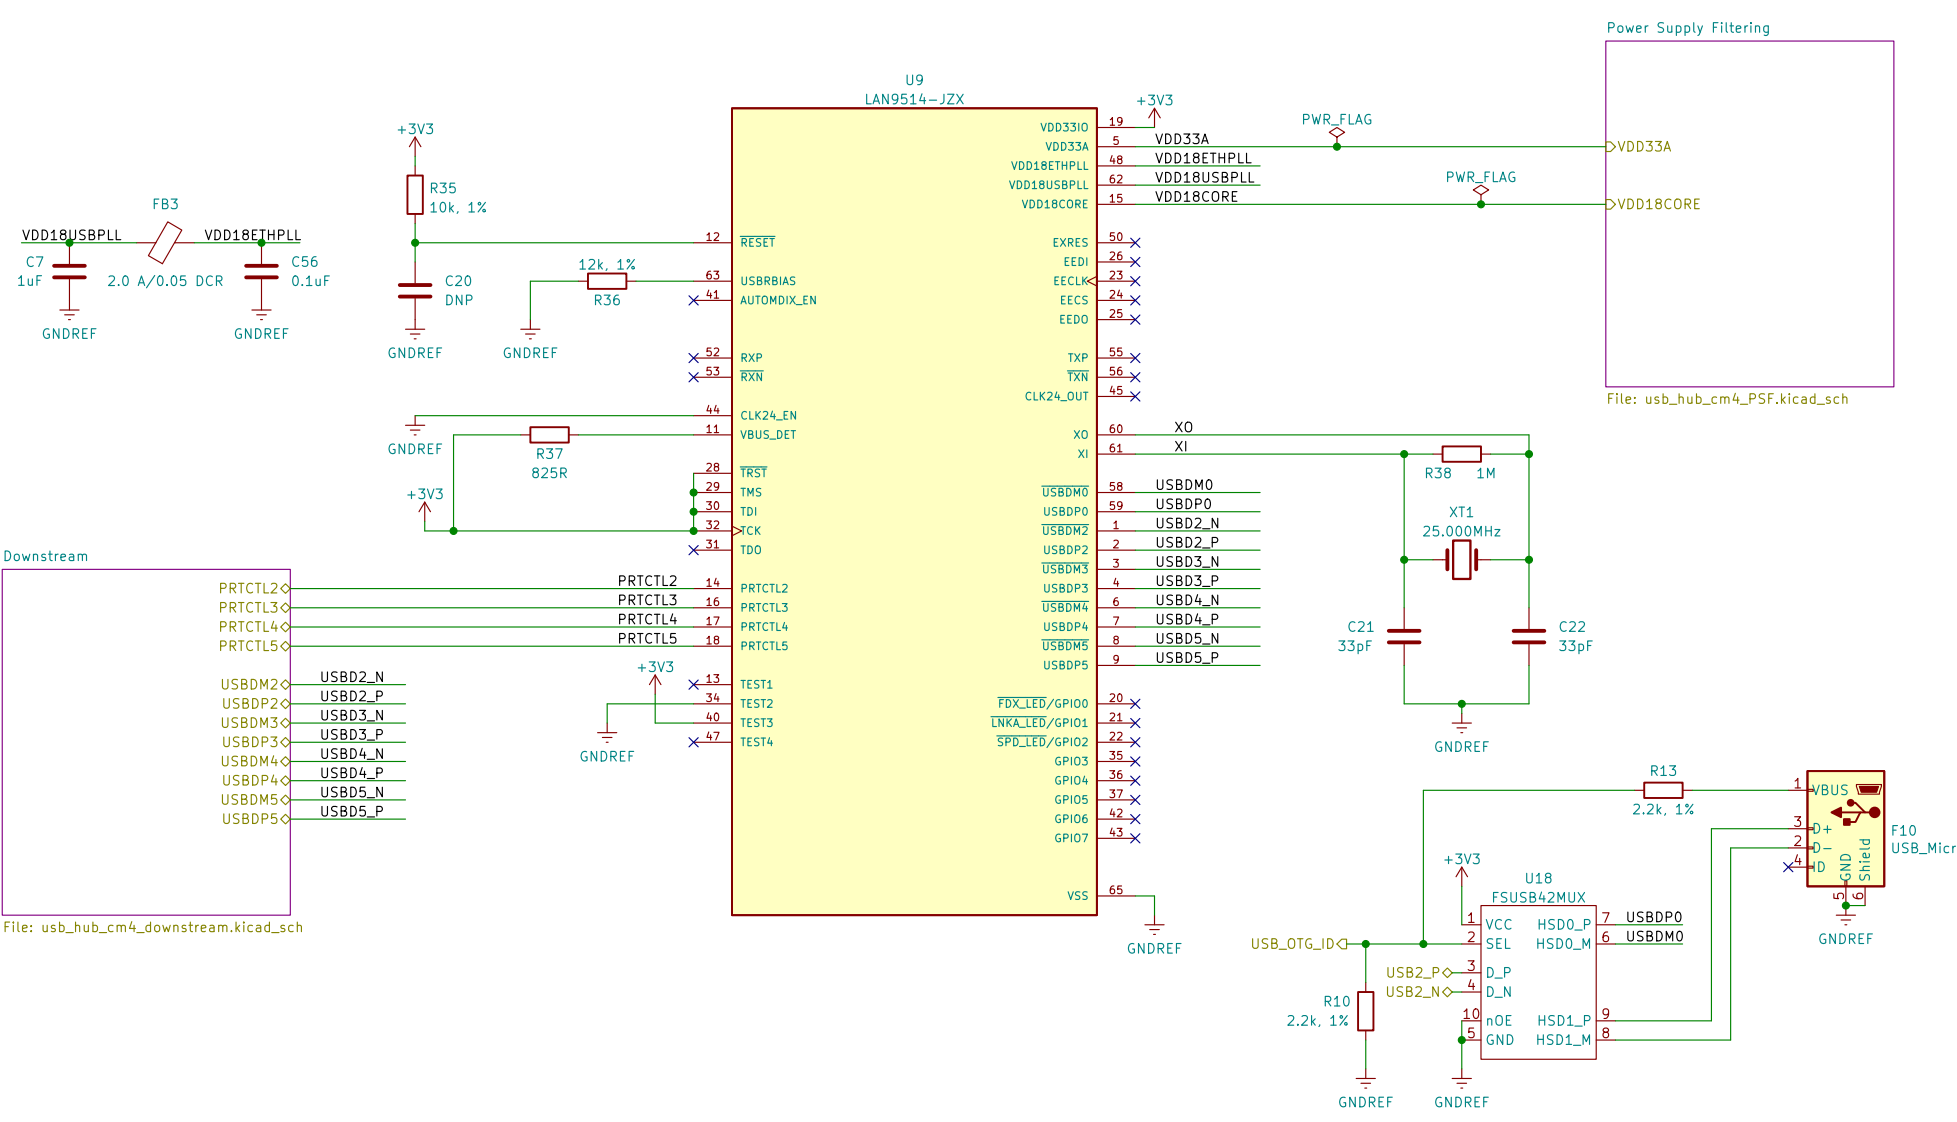 Power Supply Filtering
VDD33A
VDD18CORE
File: usb_hub_cm4_PSF.kicad_sch
U9
LAN9514-JZX
+3V3
PWR_FLAG
PWR_FLAG
VDD33A
VDD18ETHPLL
VDD18USBPLL
VDD18CORE
VDD33IO 19
VDD33A 5
VDD18ETHPLL 48
VDD18USBPLL 62
VDD18CORE 15
EXRES 50
EEDI 26
EECLK 23
EECS 24
EEDO 25
TXP 55
TXN 56
CLK24_OUT 45
XO 60 XO
XI 61 XI
USBDM0 58 USBDM0
USBDP0 59 USBDP0
USBDM2 1 USBD2_N
USBDP2 2 USBD2_P
USBDM3 3 USBD3_N
USBDP3 4 USBD3_P
USBDM4 6 USBD4_N
USBDP4 7 USBD4_P
USBDM5 8 USBD5_N
USBDP5 9 USBD5_P
FDX_LED/GPIO0 20
LNKA_LED/GPIO1 21
SPD_LED/GPIO2 22
GPIO3 35
GPIO4 36
GPIO5 37
GPIO6 42
GPIO7 43
VSS 65
GNDREF
12 RESET
63 USBRBIAS
41 AUTOMDIX_EN
52 RXP
53 RXN
44 CLK24_EN
11 VBUS_DET
28 TRST
29 TMS
30 TDI
32 TCK
31 TDO
PRTCTL2 14 PRTCTL2
PRTCTL3 16 PRTCTL3
PRTCTL4 17 PRTCTL4
PRTCTL5 18 PRTCTL5
13 TEST1
34 TEST2
40 TEST3
47 TEST4
+3V3
GNDREF
+3V3
R35
10k, 1%
C20
DNP
GNDREF
12k, 1%
R36
GNDREF
FB3
2.0 A/0.05 DCR
VDD18USBPLL
VDD18ETHPLL
C7
1uF
GNDREF
C56
0.1uF
GNDREF
GNDREF
R37
825R
+3V3
Downstream
PRTCTL2
PRTCTL3
PRTCTL4
PRTCTL5
USBDM2 USBD2_N
USBDP2 USBD2_P
USBDM3 USBD3_N
USBDP3 USBD3_P
USBDM4 USBD4_N
USBDP4 USBD4_P
USBDM5 USBD5_N
USBDP5 USBD5_P
File: usb_hub_cm4_downstream.kicad_sch
R38 1M
XT1
25.000MHz
C21
33pF
C22
33pF
GNDREF
R13
2.2k, 1%
1 VBUS
3 D+
2 D-
4 ID
GND
Shield
5
6
F10
USB_Micr
GNDREF
+3V3
U18
FSUSB42MUX
1 VCC
2 SEL
3 D_P
4 D_N
10 nOE
5 GND
HSD0_P 7 USBDP0
HSD0_M 6 USBDM0
HSD1_P 9
HSD1_M 8
USB_OTG_ID
USB2_P
USB2_N
R10
2.2k, 1%
GNDREF
GNDREF